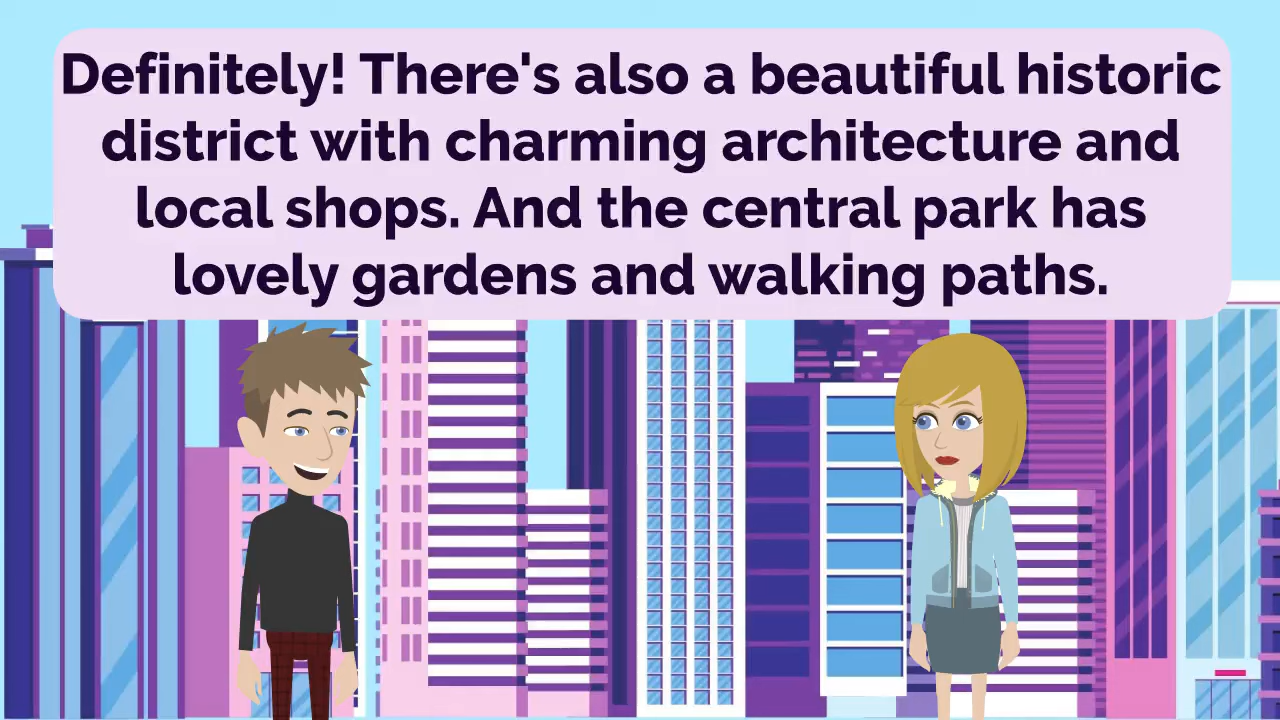 Definitely! There's also a beautiful historic
district with charming architecture and
local shops. And the central park has
lovely gardens and walking paths.